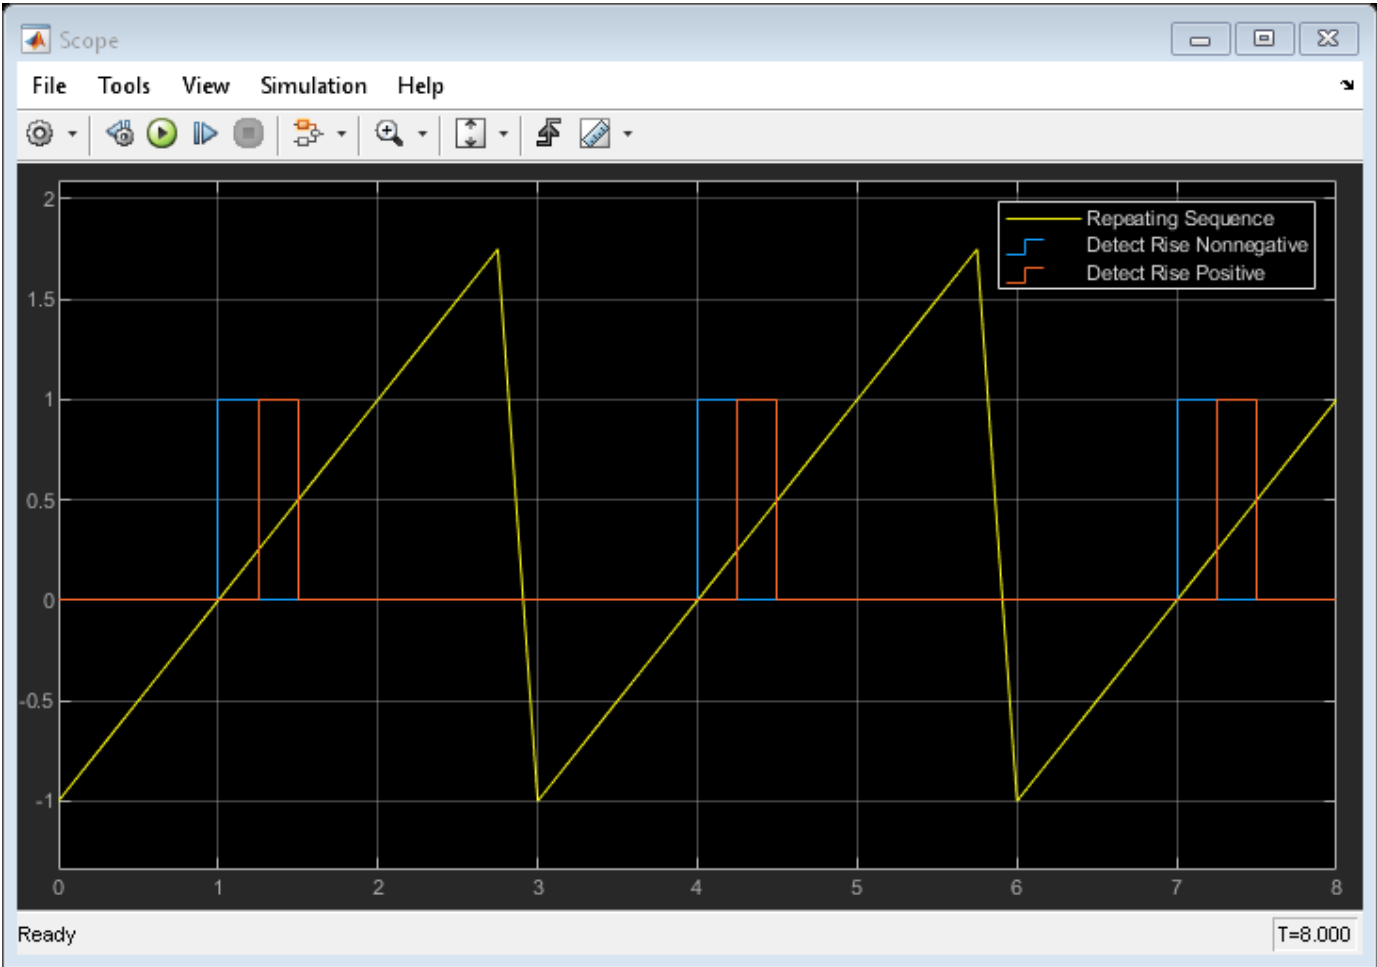 Scope
File Tools View Simulation Help
2
1.5
1
0.5
0
-0.5
-1
Repeating Sequence
Detect Rise Nonnegative
Detect Rise Positive
0 1 2 3 4 5 6 7 8
Ready T=8.000